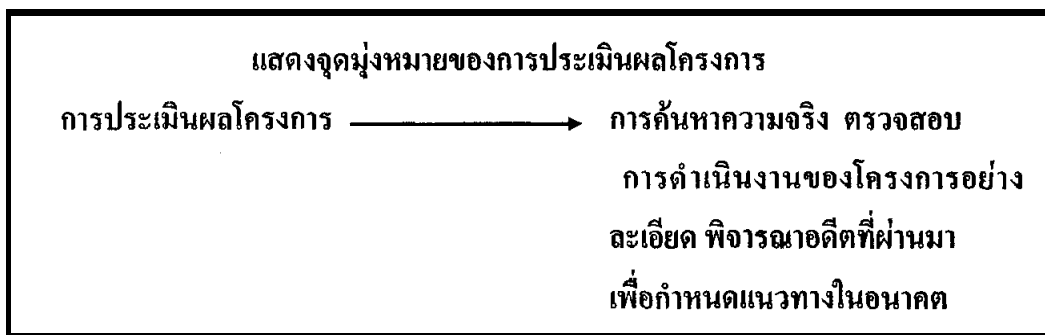 แสดงจุดมุ่งหมายของการประเมินผลโครงการ
การประเมินผลโครงการ การค้นหาความจริง ตรวจสอบ
การดำเนินงานของโครงการอย่าง
ละเอียด พิจารณาอดีตที่ผ่านมา
เพื่อกำหนดแนวทางในอนาคต